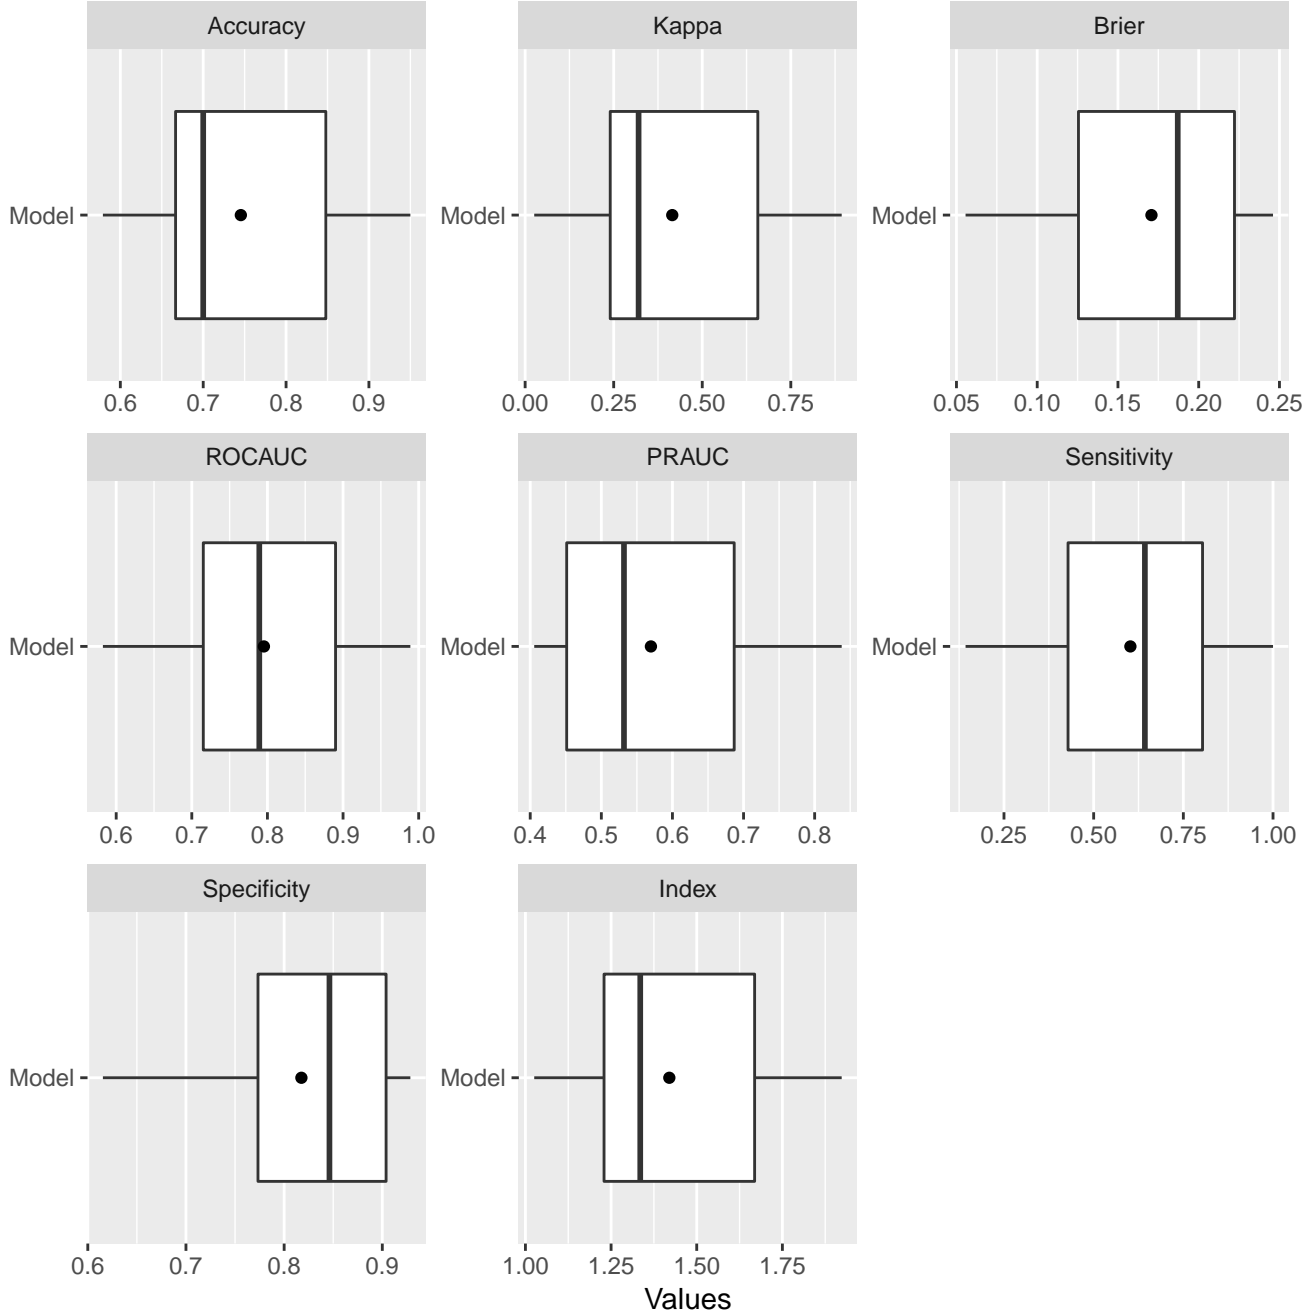 Accuracy Kappa Brier
Model Model Model
0.6 0.7 0.8 0.9 0.00 0.25 0.50 0.75 0.05 0.10 0.15 0.20 0.25
ROCAUC PRAUC Sensitivity
Model Model Model
0.6 0.7 0.8 0.9 1.0 0.4 0.5 0.6 0.7 0.8 0.25 0.50 0.75 1.00
Specificity Index
Model Model
0.6 0.7 0.8 0.9 1.00 1.25 1.50 1.75
Values